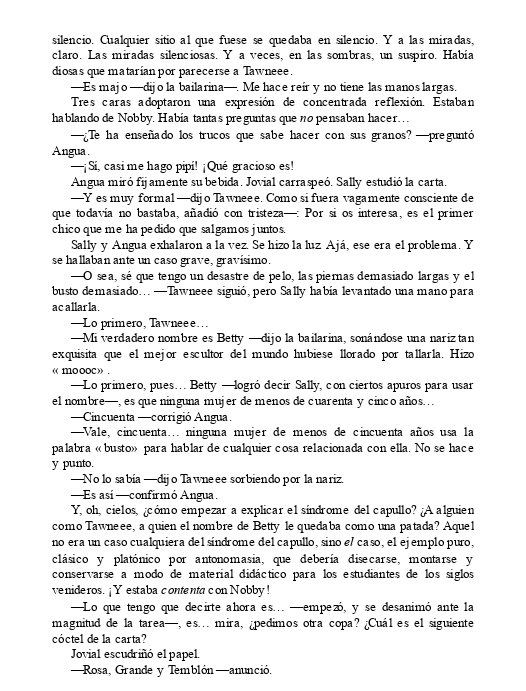 silencio. Cualquier sitio al que fuese se quedaba en silencio. Y a las miradas,
claro. Las miradas silenciosas. Y a veces, en las sombras, un suspiro. Había
diosas que matarían por parecerse a Tawneee.
—Es majo —dijo la bailarina—. Me hace reír y no tiene las manos largas.
Tres caras adoptaron una expresión de concentrada reflexión. Estaban
hablando de Nobby. Había tantas preguntas que no pensaban hacer…
—¿Te ha enseñado los trucos que sabe hacer con sus granos? —preguntó
Angua.
—¡Sí, casi me hago pipí! ¡Qué gracioso es!
Angua miró fijamente su bebida. Jovial carraspeó. Sally estudió la carta.
—Y es muy formal —dijo Tawneee. Como si fuera vagamente consciente de
que todavía no bastaba, añadió con tristeza—: Por si os interesa, es el primer
chico que me ha pedido que salgamos juntos.
Sally y Angua exhalaron a la vez. Se hizo la luz. Ajá, ese era el problema. Y
se hallaban ante un caso grave, gravísimo.
—O sea, sé que tengo un desastre de pelo, las piernas demasiado largas y el
busto demasiado… —Tawneee siguió, pero Sally había levantado una mano para
acallarla.
—Lo primero, Tawneee…
—Mi verdadero nombre es Betty —dijo la bailarina, sonándose una nariz tan
exquisita que el mejor escultor del mundo hubiese llorado por tallarla. Hizo
«moooc» .
—Lo primero, pues… Betty —logró decir Sally, con ciertos apuros para usar
el nombre—, es que ninguna mujer de menos de cuarenta y cinco años…
—Cincuenta —corrigió Angua.
—Vale, cincuenta… ninguna mujer de menos de cincuenta años usa la
palabra «busto» para hablar de cualquier cosa relacionada con ella. No se hace
y punto.
—No lo sabía —dijo Tawneee sorbiendo por la nariz.
—Es así —confirmó Angua.
Y, oh, cielos, ¿cómo empezar a explicar el síndrome del capullo? ¿A alguien
como Tawneee, a quien el nombre de Betty le quedaba como una patada? Aquel
no era un caso cualquiera del síndrome del capullo, sino el caso, el ejemplo puro,
clásico y platónico por antonomasia, que debería disecarse, montarse y
conservarse a modo de material didáctico para los estudiantes de los siglos
venideros. ¡Y estaba contenta con Nobby!
—Lo que tengo que decirte ahora es… —empezó, y se desanimó ante la
magnitud de la tarea—, es… mira, ¿pedimos otra copa? ¿Cuál es el siguiente
cóctel de la carta?
Jovial escudriñó el papel.
—Rosa, Grande y Temblón —anunció.